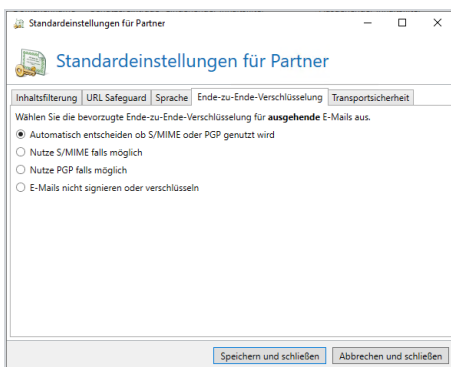 Standardeinstellungen für Partner
Standardeinstellungen für Partner
Inhaltsfilterung URL Safeguard Sprache Ende-zu-Ende-Verschlüsselung Transportsicherheit
Wählen Sie die bevorzugte Ende-zu-Ende-Verschlüsselung für ausgehende E-Mails aus.
Automatisch entscheiden ob S/MIME oder PGP genutzt wird
Nutze S/MIME falls möglich
Nutze PGP falls möglich
E-Mails nicht signieren oder verschlüsseln
Speichern und schließen Abbrechen und schließen